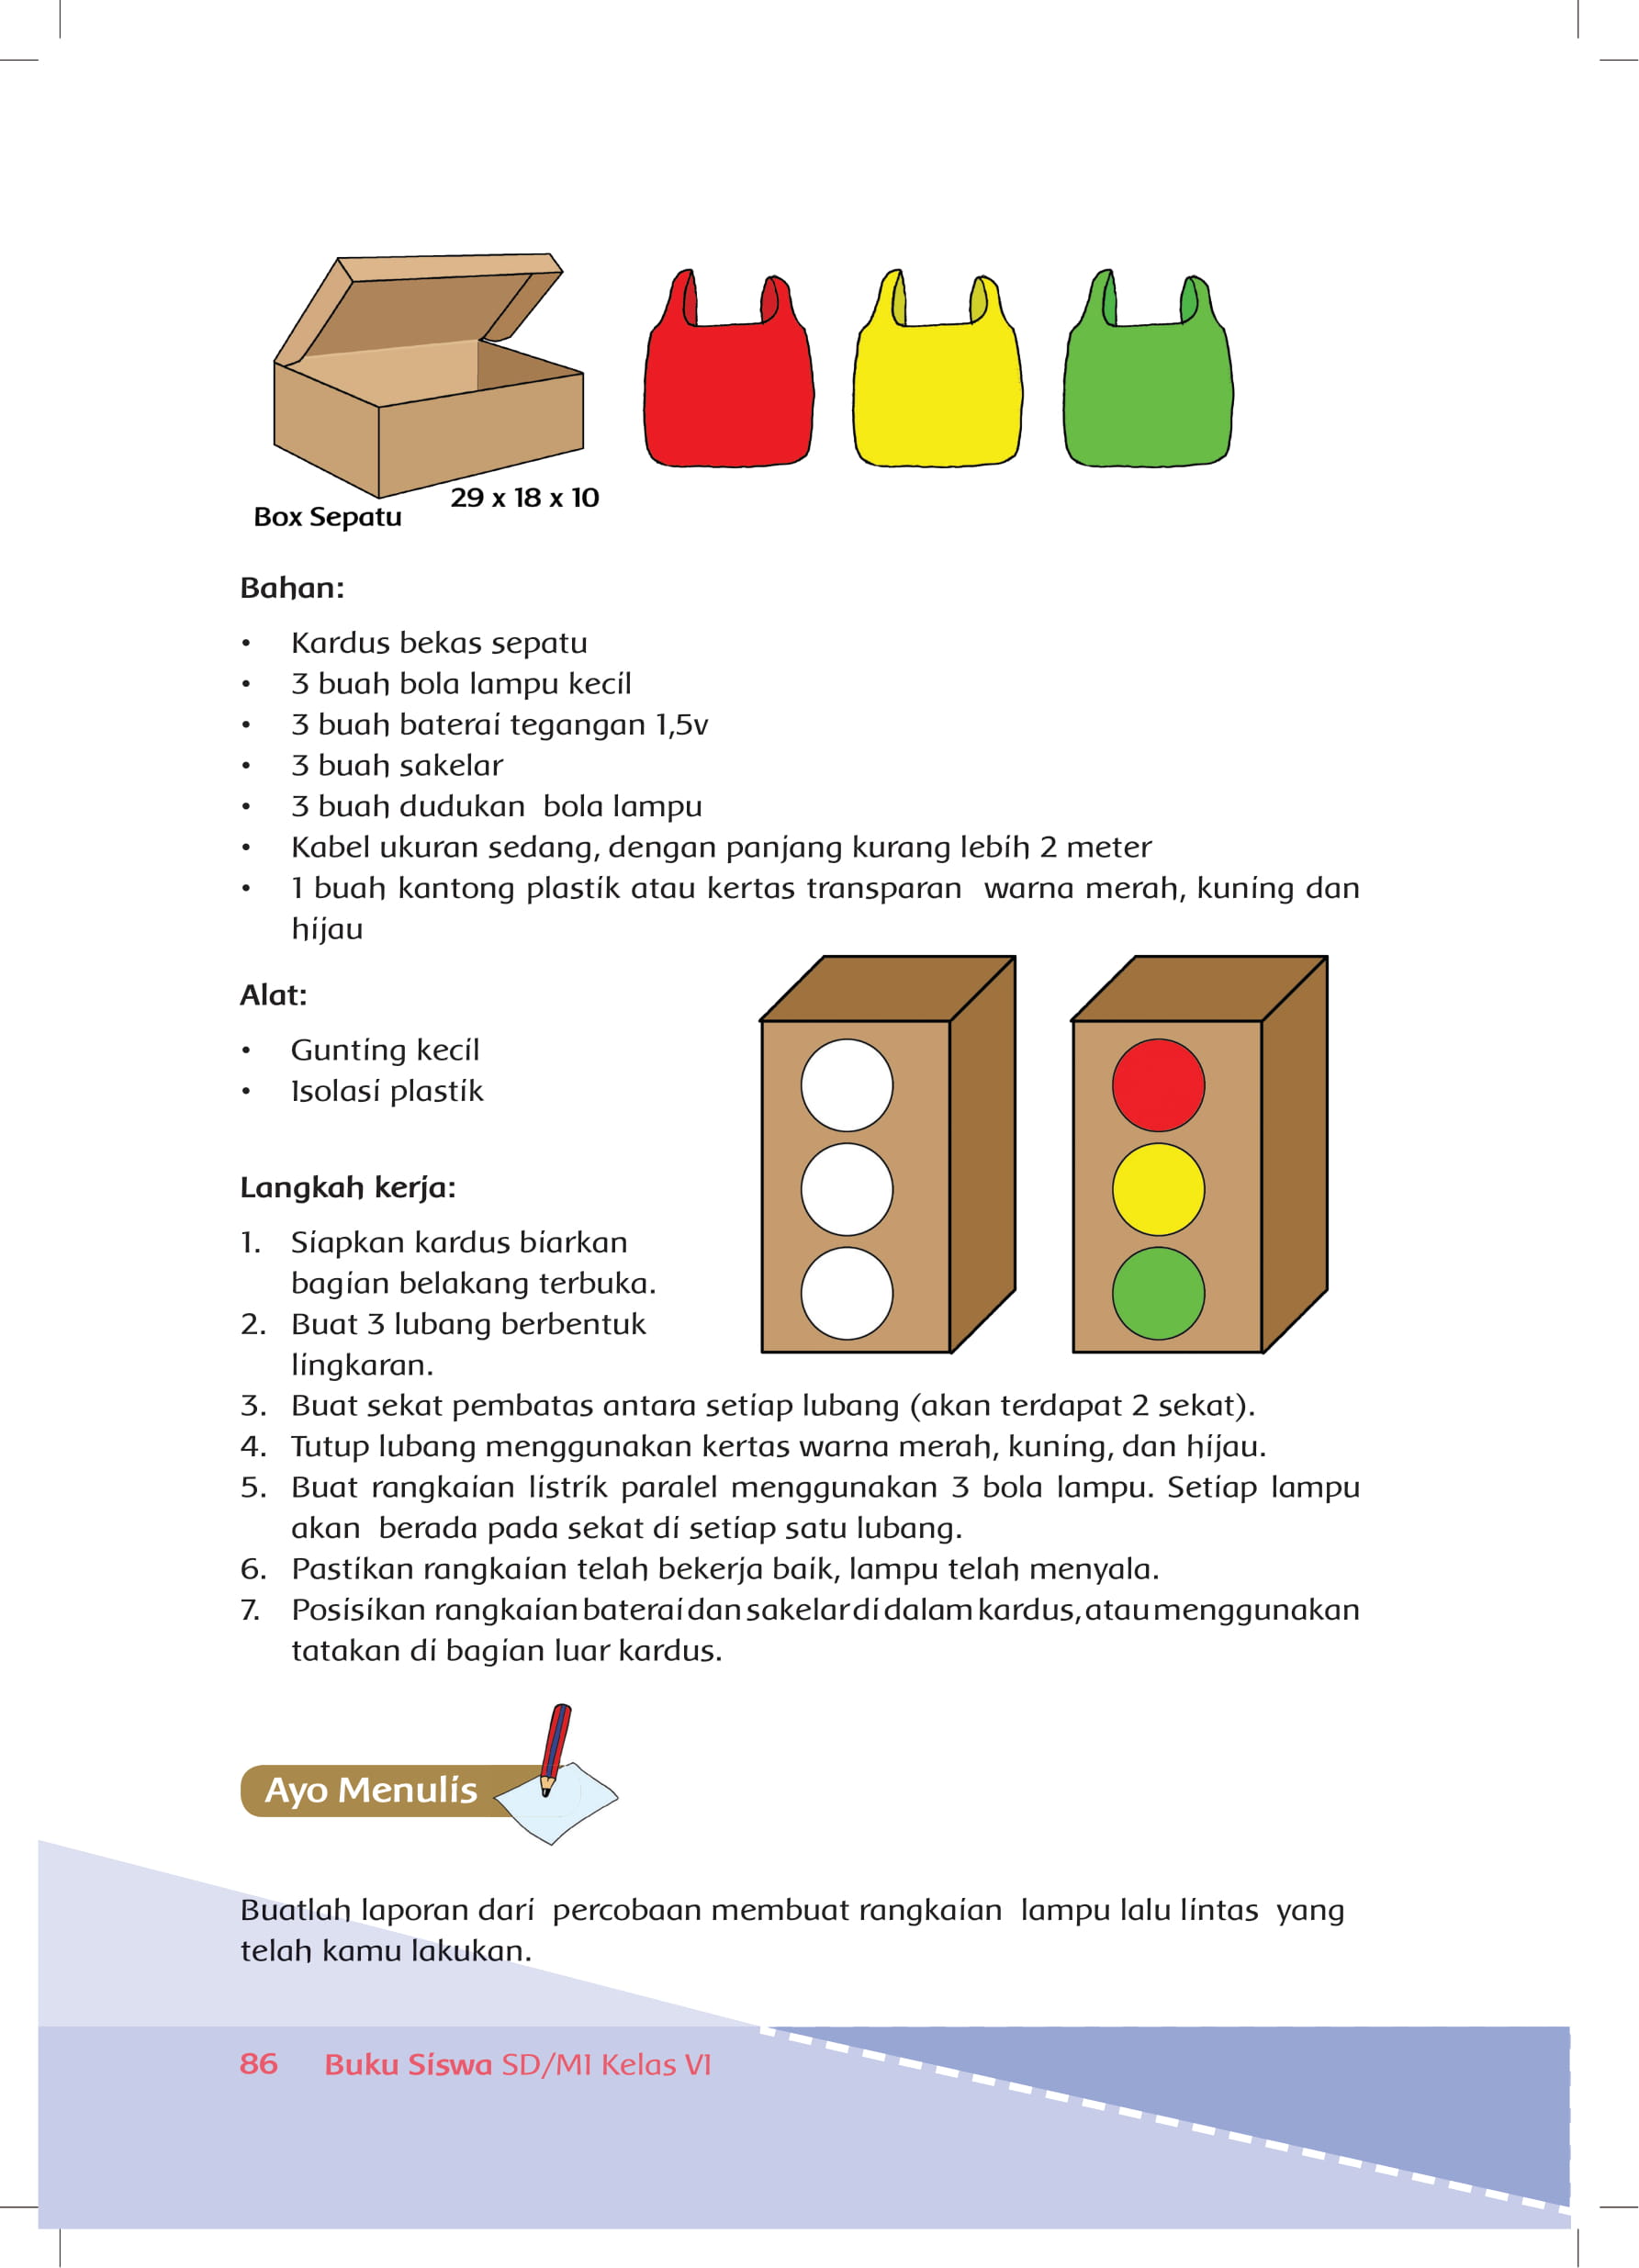 29 x 18 x 10
Box Sepatu
Bahan:
• Kardus bekas sepatu
• 3 buah bola lampu kecil
• 3 buah baterai tegangan 1,5v
• 3 buah sakelar
• 3 buah dudukan bola lampu
• Kabel ukuran sedang, dengan panjang kurang lebih 2 meter
• 1 buah kantong plastik atau kertas transparan warna merah, kuning dan
hijau
Alat:
• Gunting kecil
• Isolasi plastik
Langkah kerja:
1. Siapkan kardus biarkan
bagian belakang terbuka.
2. Buat 3 lubang berbentuk
lingkaran.
3. Buat sekat pembatas antara setiap lubang (akan terdapat 2 sekat).
4. Tutup lubang menggunakan kertas warna merah, kuning, dan hijau.
5. Buat rangkaian listrik paralel menggunakan 3 bola lampu. Setiap lampu
akan berada pada sekat di setiap satu lubang.
6. Pastikan rangkaian telah bekerja baik, lampu telah menyala.
7. Posisikan rangkaian baterai dan sakelar di dalam kardus, atau menggunakan
tatakan di bagian luar kardus.
Ayo Menulis
Buatlah laporan dari percobaan membuat rangkaian lampu lalu lintas yang
telah kamu lakukan.
86 Buku Siswa SD/MI Kelas VI